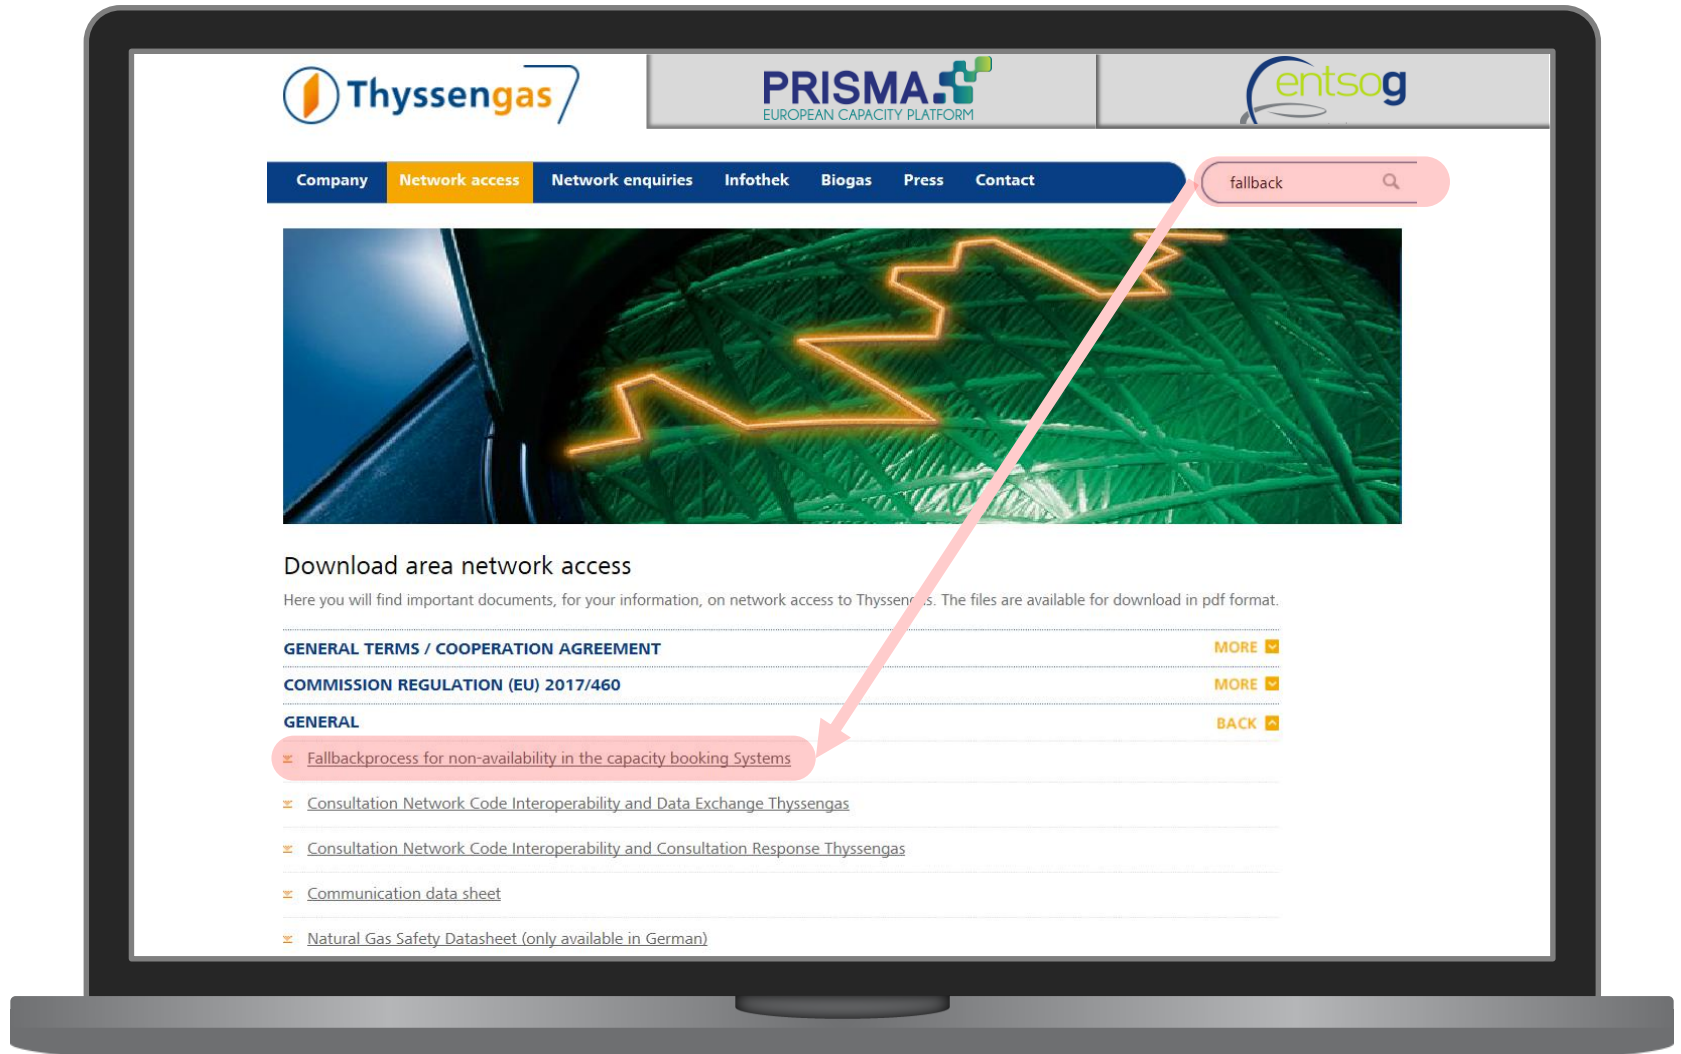 Thyssengas
PRISMA
EUROPEAN CAPACITY PLATFORM
entsog
Company Network access Network enquiries Infothek Biogas Press Contact
fallback
Download area network access
Here you will find important documents, for your information, on network access to Thyssengas. The files are available for download in pdf format.
GENERAL TERMS / COOPERATION AGREEMENT MORE
COMMISSION REGULATION (EU) 2017/460 MORE
GENERAL BACK
Fallbackprocess for non-availability in the capacity booking Systems
Consultation Network Code Interoperability and Data Exchange Thyssengas
Consultation Network Code Interoperability and Consultation Response Thyssengas
Communication data sheet
Natural Gas Safety Datasheet (only available in German)